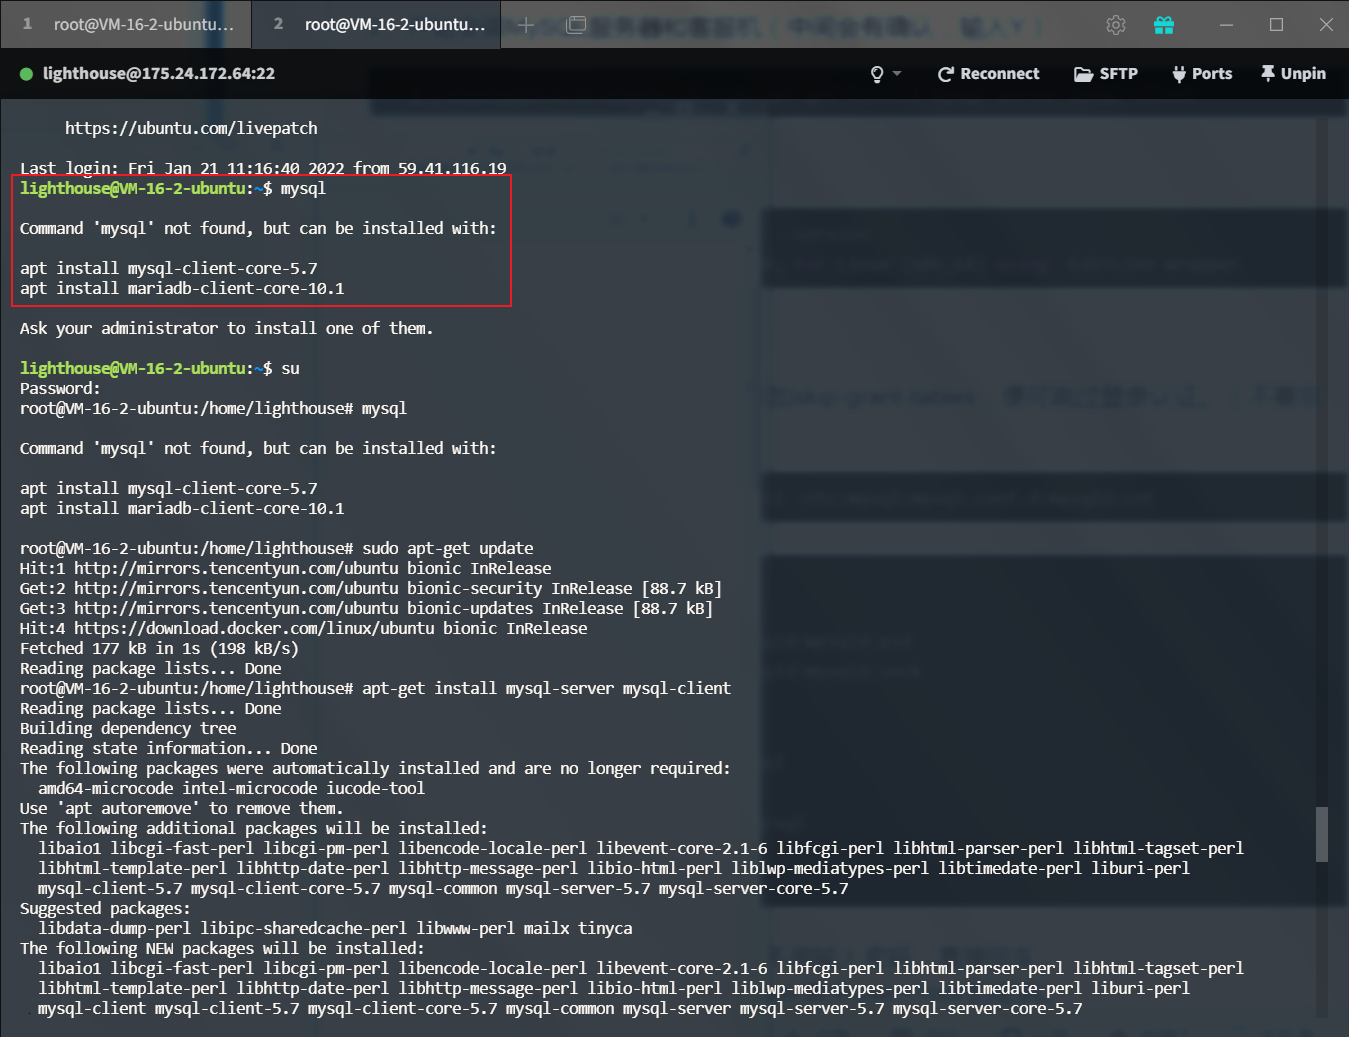 1 root@VM-16-2-ubuntu:... 2 root@VM-16-2-ubuntu:...
lighthouse@175.24.172.64:22 Reconnect SFTP Ports Unpin
https://ubuntu.com/livepatch
Last login: Fri Jan 21 11:16:40 2022 from 59.41.116.19
lighthouse@VM-16-2-ubuntu:~$ mysql
Command 'mysql' not found, but can be installed with:
apt install mysql-client-core-5.7
apt install mariadb-client-core-10.1
Ask your administrator to install one of them.
lighthouse@VM-16-2-ubuntu:~$ su
Password:
root@VM-16-2-ubuntu:/home/lighthouse# mysql
Command 'mysql' not found, but can be installed with:
apt install mysql-client-core-5.7
apt install mariadb-client-core-10.1
root@VM-16-2-ubuntu:/home/lighthouse# sudo apt-get update
Hit:1 http://mirrors.tencentyun.com/ubuntu bionic InRelease
Get:2 http://mirrors.tencentyun.com/ubuntu bionic-security InRelease [88.7 kB]
Get:3 http://mirrors.tencentyun.com/ubuntu bionic-updates InRelease [88.7 kB]
Hit:4 https://download.docker.com/linux/ubuntu bionic InRelease
Fetched 177 kB in 1s (198 kB/s)
Reading package lists... Done
root@VM-16-2-ubuntu:/home/lighthouse# apt-get install mysql-server mysql-client
Reading package lists... Done
Building dependency tree
Reading state information... Done
The following packages were automatically installed and are no longer required:
amd64-microcode intel-microcode iucode-tool
Use 'apt autoremove' to remove them.
The following additional packages will be installed:
libaio1 libcgi-fast-perl libcgi-pm-perl libencode-locale-perl libevent-core-2.1-6 libfcgi-perl libhtml-parser-perl libhtml-tagset-perl
libhtml-template-perl libhttp-date-perl libhttp-message-perl libio-html-perl liblwp-mediatypes-perl libtimedate-perl liburi-perl
mysql-client-5.7 mysql-client-core-5.7 mysql-common mysql-server-5.7 mysql-server-core-5.7
Suggested packages:
libdata-dump-perl libipc-sharedcache-perl libwww-perl mailx tinyca
The following NEW packages will be installed:
libaio1 libcgi-fast-perl libcgi-pm-perl libencode-locale-perl libevent-core-2.1-6 libfcgi-perl libhtml-parser-perl libhtml-tagset-perl
libhtml-template-perl libhttp-date-perl libhttp-message-perl libio-html-perl liblwp-mediatypes-perl libtimedate-perl liburi-perl
mysql-client mysql-client-5.7 mysql-client-core-5.7 mysql-common mysql-server mysql-server-5.7 mysql-server-core-5.7